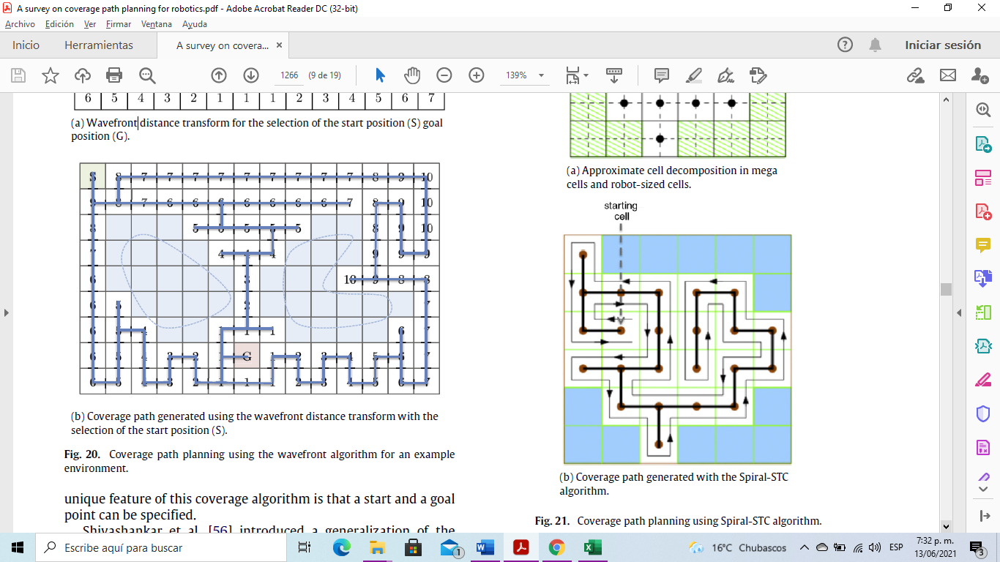 A survey on coverage path planning for robotics.pdf - Adobe Acrobat Reader DC (32-bit)
Archivo Edición Ver Firmar Ventana Ayuda
Inicio Herramientas A survey on covera... × Iniciar sesión
1266 (9 de 19) 139%
6 5 4 3 2 1 1 1 2 3 4 5 6 7
(a) Wavefront distance transform for the selection of the start position (S) goal
position (G).
S 8 7 7 7 7 7 7 7 7 7 8 9 10
9 8 7 6 6 6 6 6 6 6 7 8 9 10
8 5 5 5 5 5 8 9 10
7 4 4 4 9 9 9
6 3 10 9 8 8
6 5 2 7
6 5 4 1 1 1 6 7
6 5 4 3 2 1 G 1 2 3 4 5 6 7
6 5 4 3 2 1 1 1 2 3 4 5 6 7
(b) Coverage path generated using the wavefront distance transform with the
selection of the start position (S).
Fig. 20. Coverage path planning using the wavefront algorithm for an example
environment.
unique feature of this coverage algorithm is that a start and a goal
point can be specified.
Shivashankar et al. [56] introduced a generalization of the
(a) Approximate cell decomposition in mega
cells and robot-sized cells.
starting
cell
(b) Coverage path generated with the Spiral-STC
algorithm.
Fig. 21. Coverage path planning using Spiral-STC algorithm.
Escribe aquí para buscar
1
16°C Chubascos
ESP
7:32 p. m.
13/06/2021
3